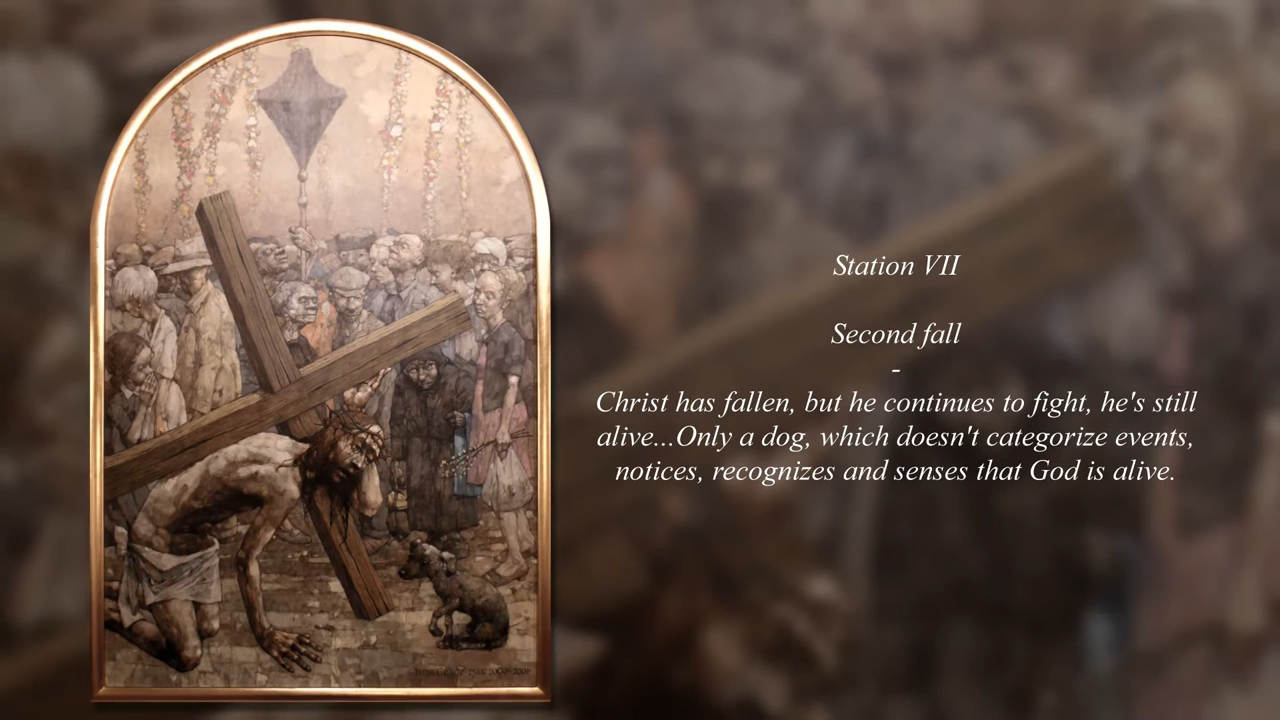 Station VII
Second fall
-
Christ has fallen, but he continues to fight, he's still
alive...Only a dog, which doesn't categorize events,
notices, recognizes and senses that God is alive.